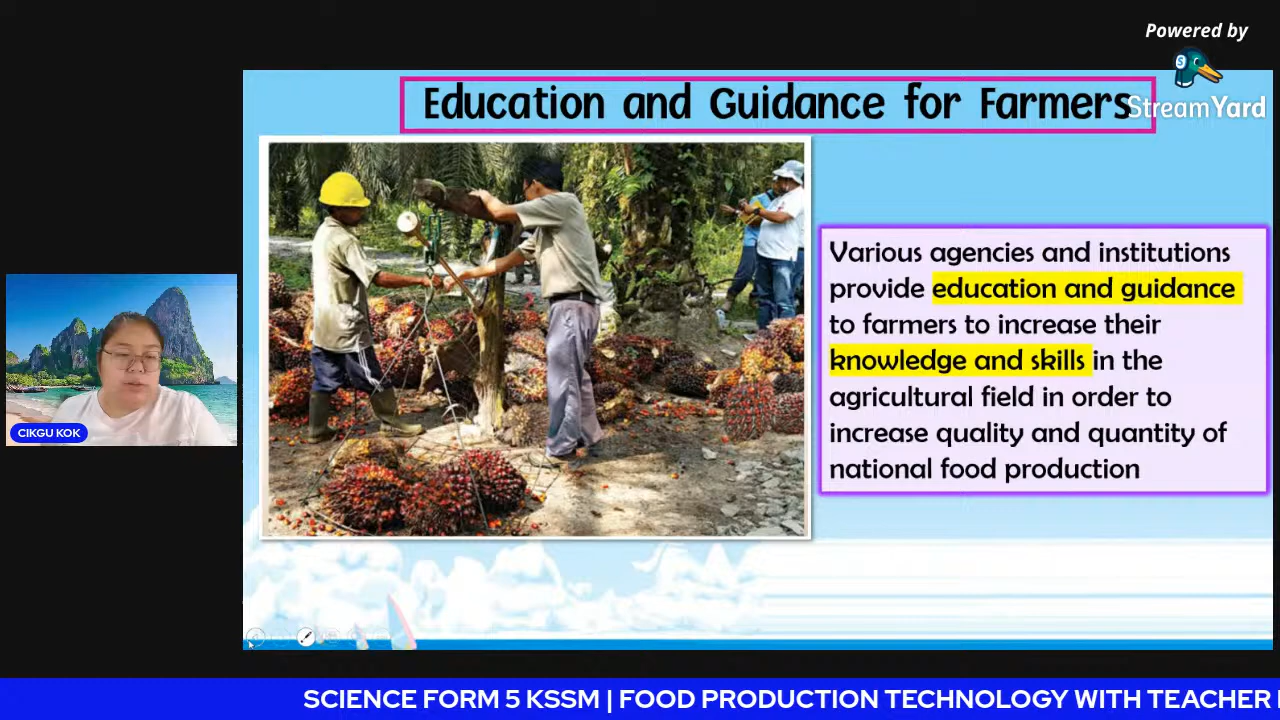 Powered by
StreamYard
Education and Guidance for Farmers
Various agencies and institutions
provide education and guidance
to farmers to increase their
knowledge and skills in the
agricultural field in order to
increase quality and quantity of
national food production
CIKGU KOK
SCIENCE FORM 5 KSSM | FOOD PRODUCTION TECHNOLOGY WITH TEACHER